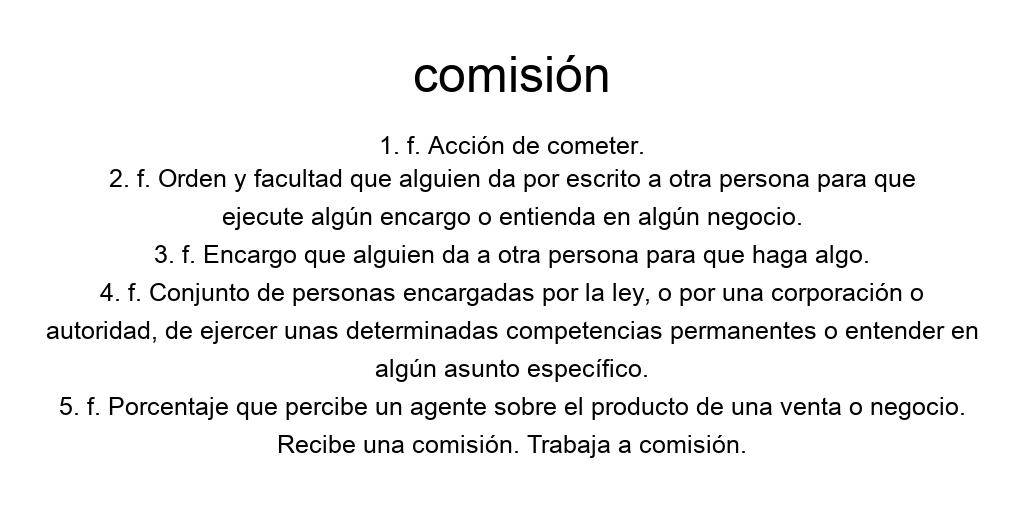 comisión
1. f. Acción de cometer.
2. f. Orden y facultad que alguien da por escrito a otra persona para que
ejecute algún encargo o entienda en algún negocio.
3. f. Encargo que alguien da a otra persona para que haga algo.
4. f. Conjunto de personas encargadas por la ley, o por una corporación o
autoridad, de ejercer unas determinadas competencias permanentes o entender en
algún asunto específico.
5. f. Porcentaje que percibe un agente sobre el producto de una venta o negocio.
Recibe una comisión. Trabaja a comisión.